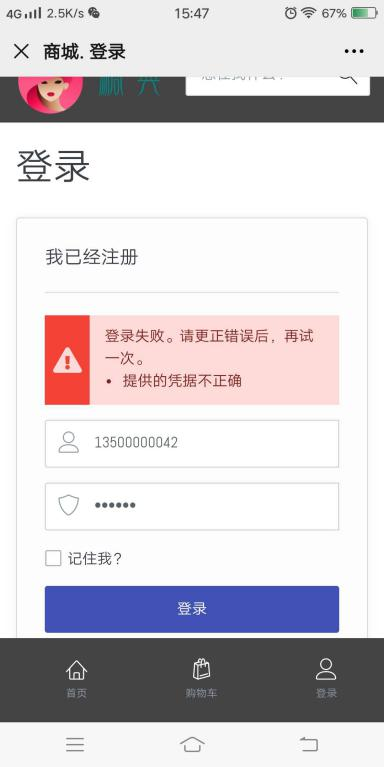 4G 2.5K/s 15:47 67%
商城. 登录
登录
我已经注册
登录失败。请更正错误后，再试
一次。
• 提供的凭据不正确
13500000042
••••••
记住我？
登录
首页 购物车 登录